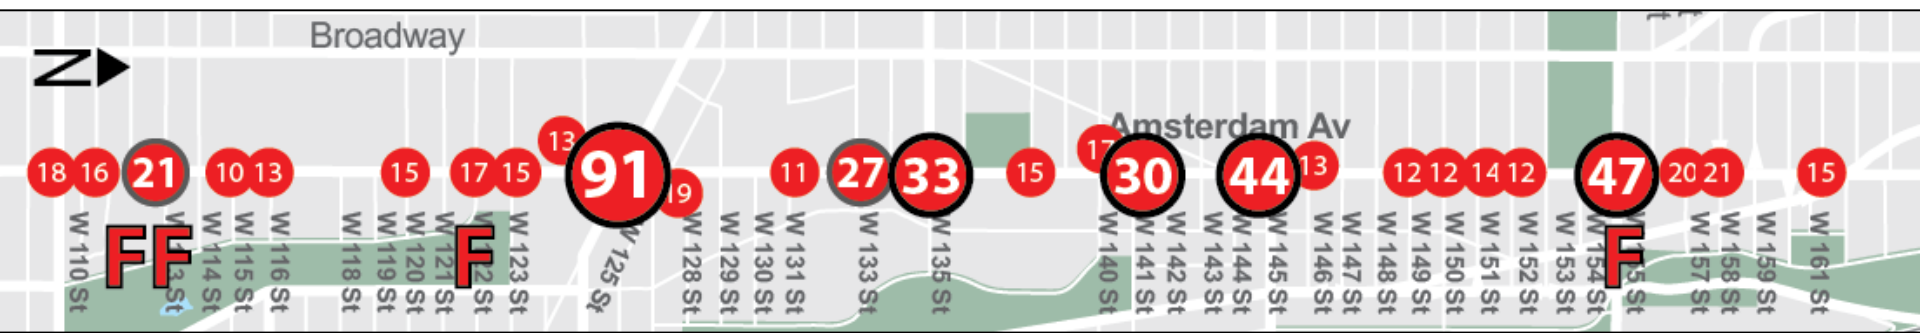 Broadway
N
Amsterdam Av
13
17
18 16 21 10 13 15 17 15 91 19 11 27 33 15 30 44 13 12 12 14 12 47 20 21 15
W 110 St
W 114 St
W 115 St
W 116 St
W 118 St
W 119 St
W 120 St
W 121 St
W 123 St
W 125 St
W 128 St
W 129 St
W 130 St
W 131 St
W 133 St
W 135 St
W 140 St
W 141 St
W 142 St
W 143 St
W 144 St
W 145 St
W 146 St
W 147 St
W 148 St
W 149 St
W 150 St
W 151 St
W 152 St
W 153 St
W 154 St
W 157 St
W 158 St
W 159 St
W 161 St
F F F F